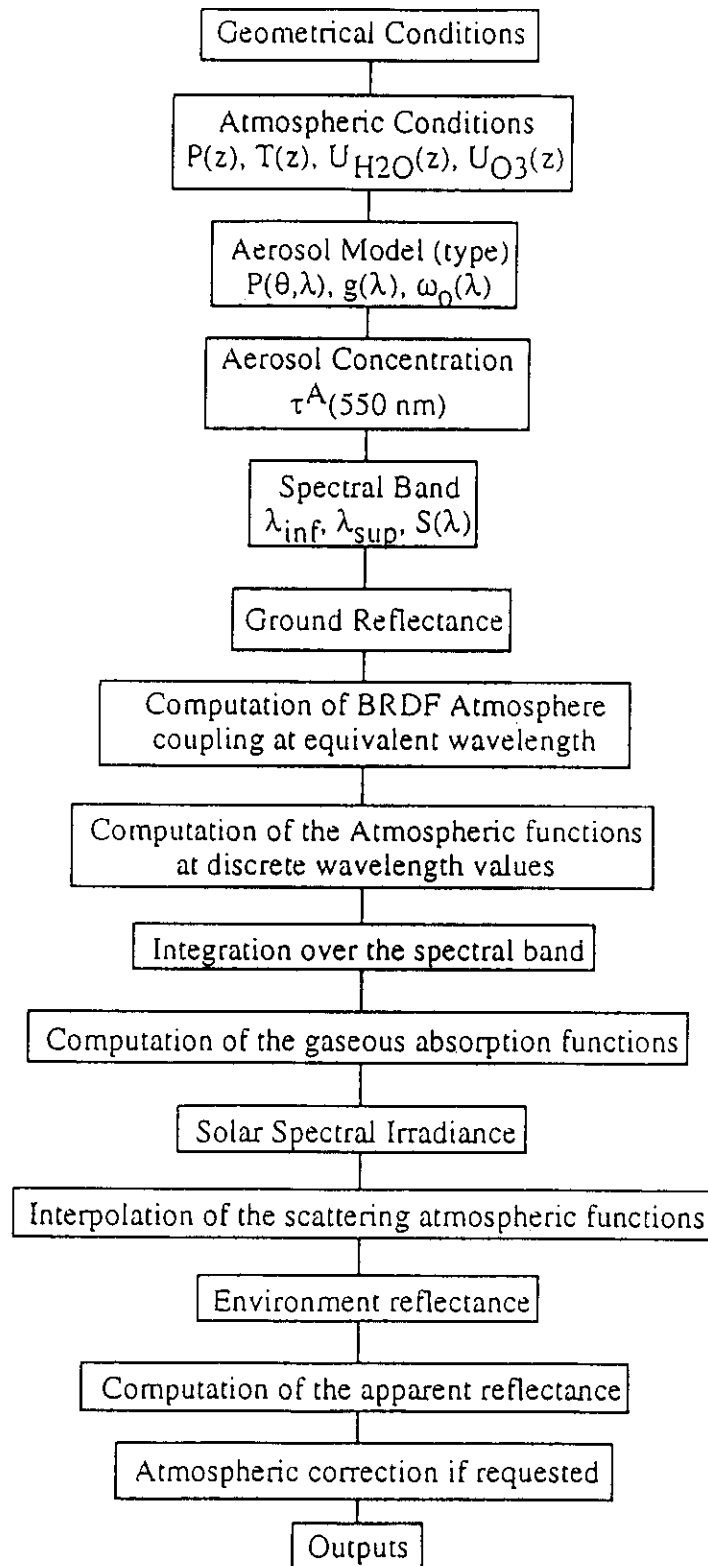 Geometrical Conditions
Atmospheric Conditions
P(z), T(z), U_H2O(z), U_O3(z)
Aerosol Model (type)
P(θ,λ), g(λ), ω_o(λ)
Aerosol Concentration
τ^A(550 nm)
Spectral Band
λ_inf, λ_sup, S(λ)
Ground Reflectance
Computation of BRDF Atmosphere
coupling at equivalent wavelength
Computation of the Atmospheric functions
at discrete wavelength values
Integration over the spectral band
Computation of the gaseous absorption functions
Solar Spectral Irradiance
Interpolation of the scattering atmospheric functions
Environment reflectance
Computation of the apparent reflectance
Atmospheric correction if requested
Outputs